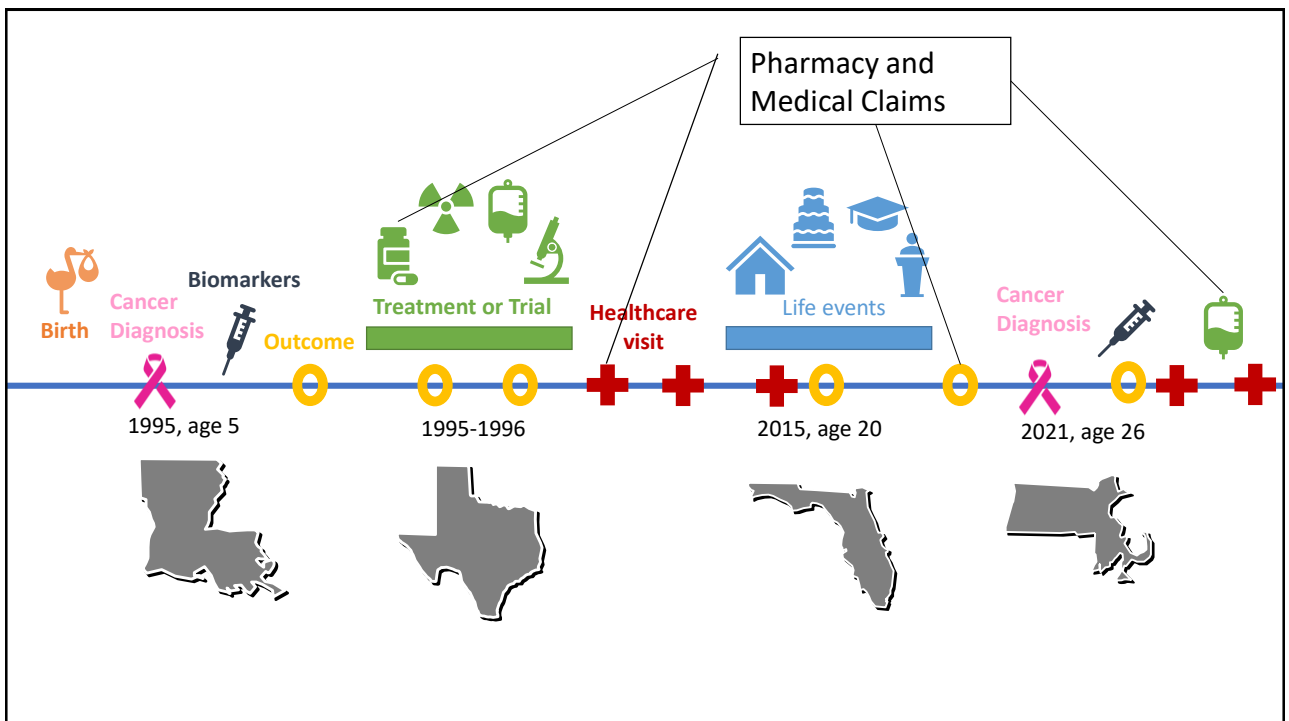 Pharmacy and
Medical Claims
Birth
Cancer
Diagnosis
Biomarkers
Outcome
Treatment or Trial
Healthcare
visit
Life events
Cancer
Diagnosis
1995, age 5
1995-1996
2015, age 20
2021, age 26